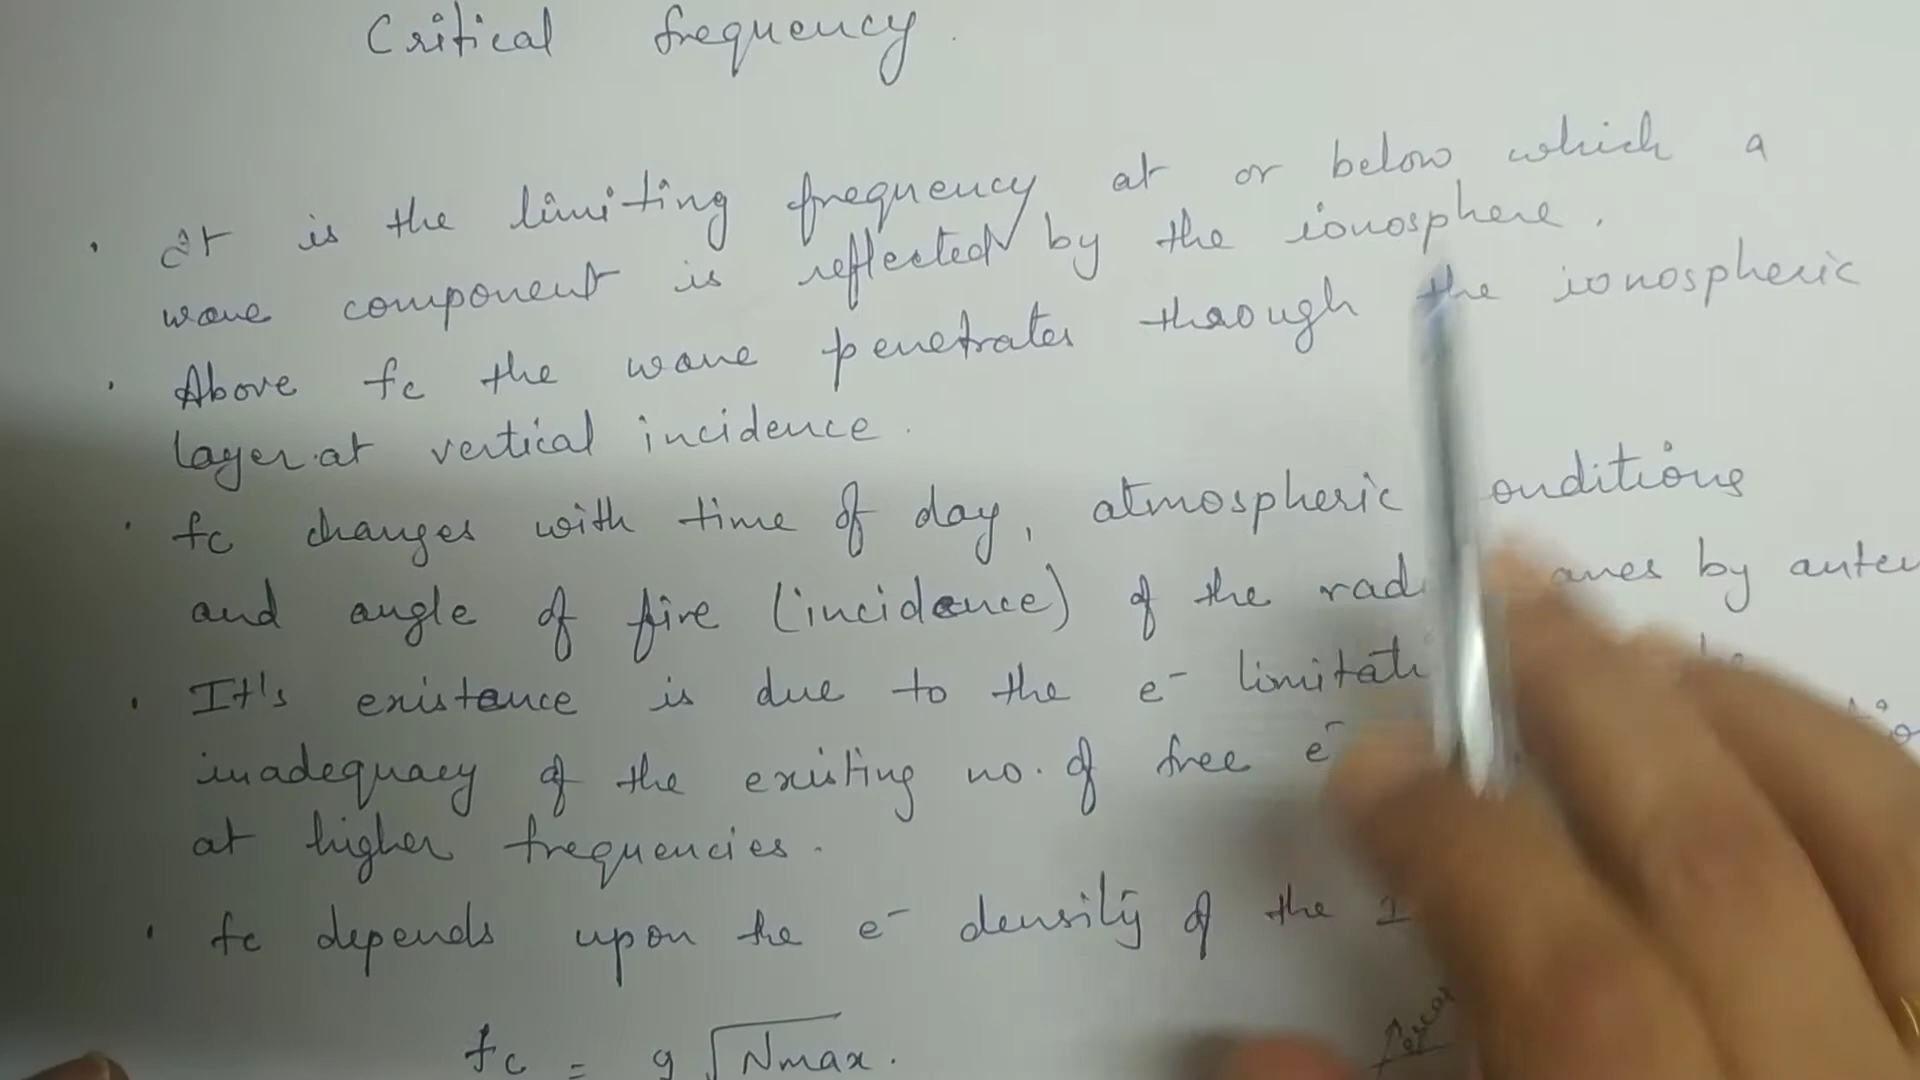 Critical frequency.
· It is the limiting frequency at or below which a
wave component is reflected by the ionosphere.
· Above fc the wave penetrates through the ionospheric
layer at vertical incidence.
· fc changes with time of day, atmospheric onditions
and angle of fire (incidence) of the rad aves by anten
· It's existence is due to the e⁻ limitati
inadequacy of the existing no. of free e⁻
at higher frequencies.
· fc depends upon the e⁻ density of the I
fc = 9 √Nmax.